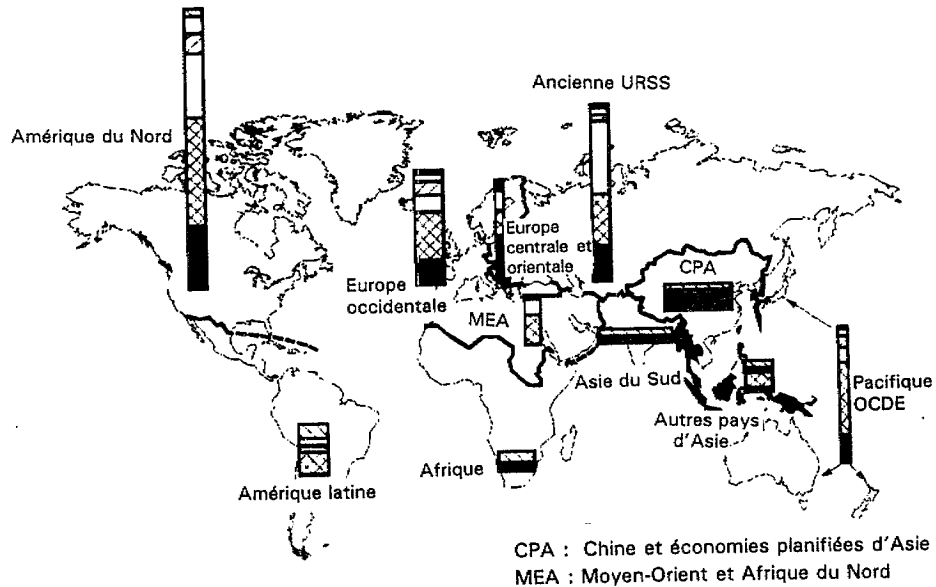 Ancienne URSS
Amérique du Nord
Europe
centrale et
orientale
CPA
Europe
occidentale
MEA
Asie du Sud
Pacifique
OCDE
Autres pays
d'Asie
Afrique
Amérique latine
CPA : Chine et économies planifiées d'Asie
MEA : Moyen-Orient et Afrique du Nord